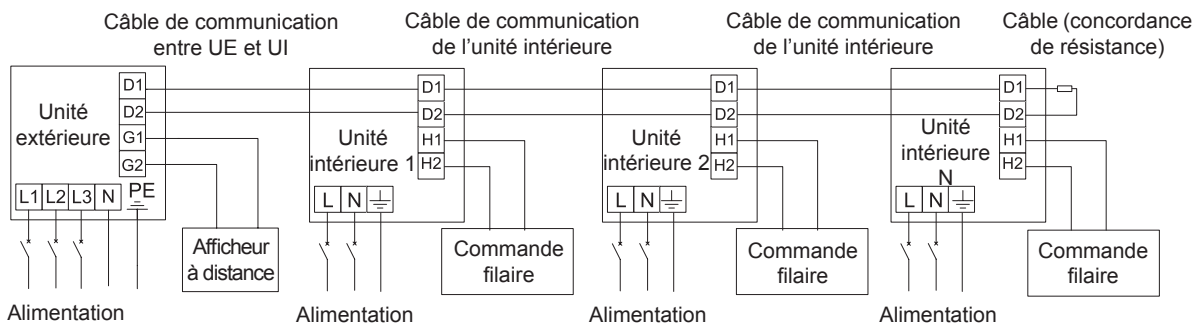 Câble de communication
entre UE et UI
Câble de communication
de l'unité intérieure
Câble de communication
de l'unité intérieure
Câble (concordance
de résistance)
Unité
extérieure
D1
D2
G1
G2
L1 L2 L3 N PE
Afficheur
à distance
Alimentation
Unité
intérieure 1
D1
D2
H1
H2
L N
Commande
filaire
Alimentation
Unité
intérieure 2
D1
D2
H1
H2
L N
Commande
filaire
Alimentation
Unité
intérieure
N
D1
D2
H1
H2
L N
Commande
filaire
Alimentation